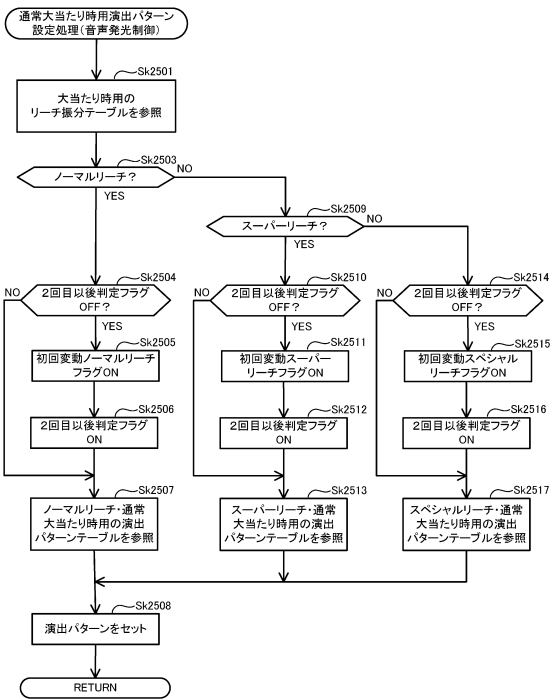 通常大当たり時用演出パターン
設定処理(音声発光制御)
Sk2501
大当たり時用の
リーチ振分テーブルを参照
Sk2503
ノーマルリーチ?
NO
YES
Sk2509
スーパーリーチ?
NO
YES
Sk2504
NO
2回目以後判定フラグ
OFF?
YES
Sk2510
NO
2回目以後判定フラグ
OFF?
YES
Sk2514
NO
2回目以後判定フラグ
OFF?
YES
Sk2505
初回変動ノーマルリーチ
フラグON
Sk2511
初回変動スーパー
リーチフラグON
Sk2515
初回変動スペシャル
リーチフラグON
Sk2506
2回目以後判定フラグ
ON
Sk2512
2回目以後判定フラグ
ON
Sk2516
2回目以後判定フラグ
ON
Sk2507
ノーマルリーチ・通常
大当たり時用の演出
パターンテーブルを参照
Sk2513
スーパーリーチ・通常
大当たり時用の演出
パターンテーブルを参照
Sk2517
スペシャルリーチ・通常
大当たり時用の演出
パターンテーブルを参照
Sk2508
演出パターンをセット
RETURN